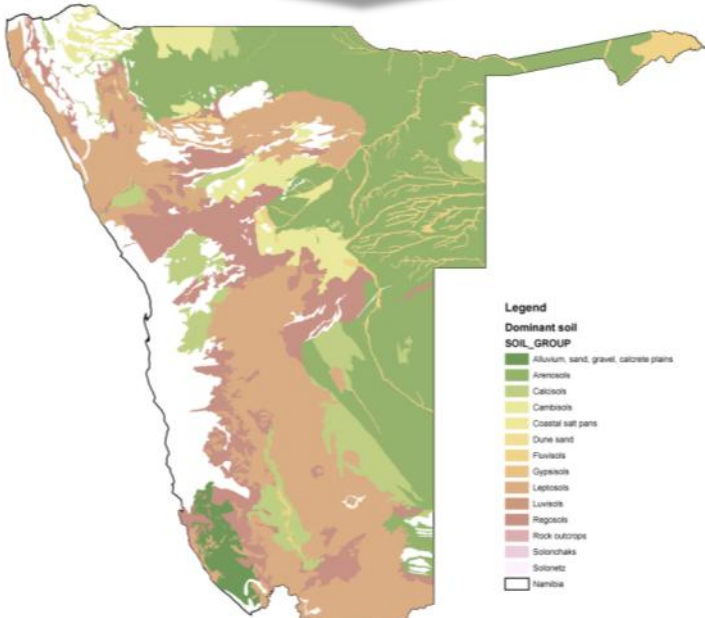 Legend
Dominant soil
SOIL_GROUP
Alluvium, sand, gravel, calcrete plains
Arenosols
Calcisols
Cambisols
Coastal salt pans
Dune sand
Fluvisols
Gypsisols
Leptosols
Luvisols
Regosols
Rock outcrops
Solonchaks
Solonetz
Namibia